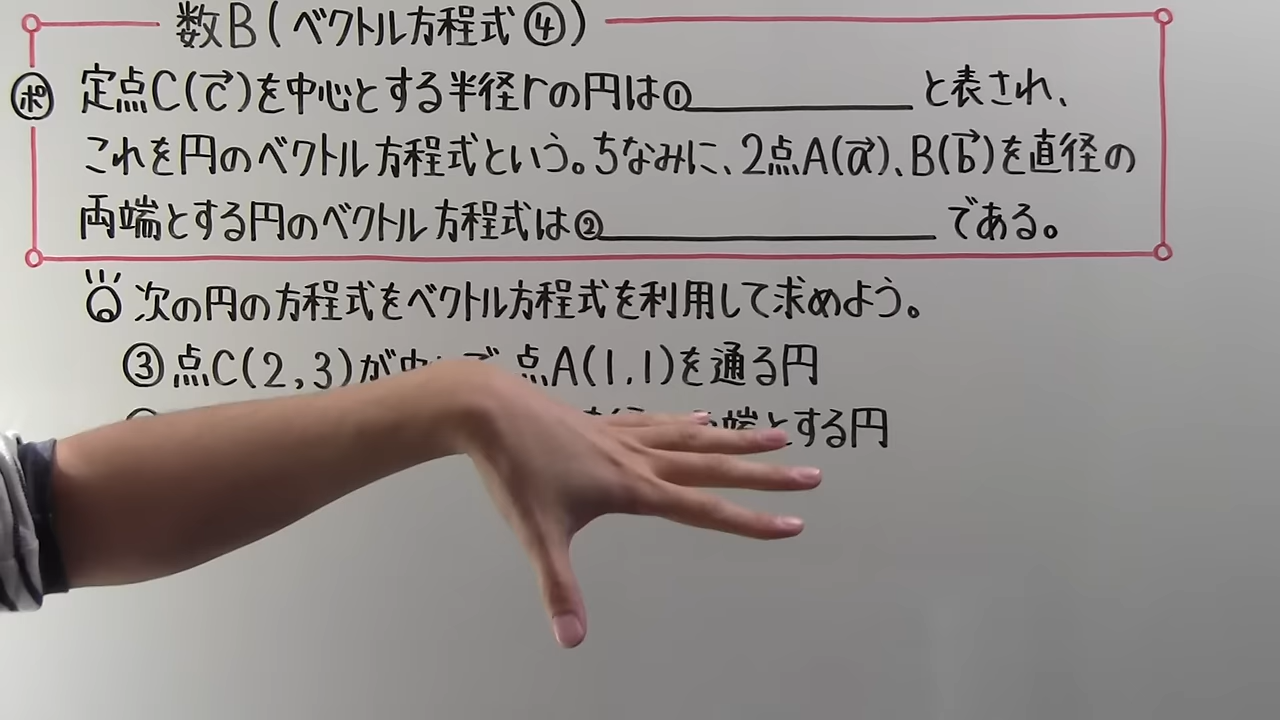 数B(ベクトル方程式④)
ポ 定点C(c→)を中心とする半径rの円は①________と表され、
これを円のベクトル方程式という。ちなみに、2点A(a→)、B(b→)を直径の
両端とする円のベクトル方程式は②____________である。
次の円の方程式をベクトル方程式を利用して求めよう。
③点C(2,3)が 点A(1,1)を通る円
端とする円